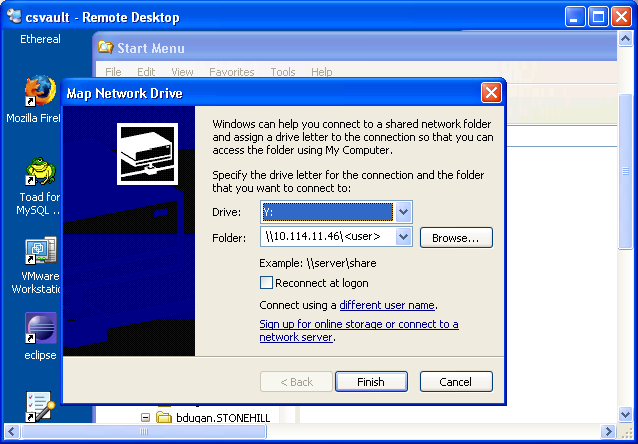 csvault - Remote Desktop
Ethereal
Start Menu
File Edit View Favorites Tools Help
Mozilla Firef
Toad for
MySQL ...
VMware
Workstatio
eclipse
Map Network Drive
Windows can help you connect to a shared network folder
and assign a drive letter to the connection so that you can
access the folder using My Computer.
Specify the drive letter for the connection and the folder
that you want to connect to:
Drive: Y:
Folder: \\10.114.11.46\<user> Browse...
Example: \\server\share
Reconnect at logon
Connect using a different user name.
Sign up for online storage or connect to a
network server.
< Back Finish Cancel
bdugan.STONEHILL